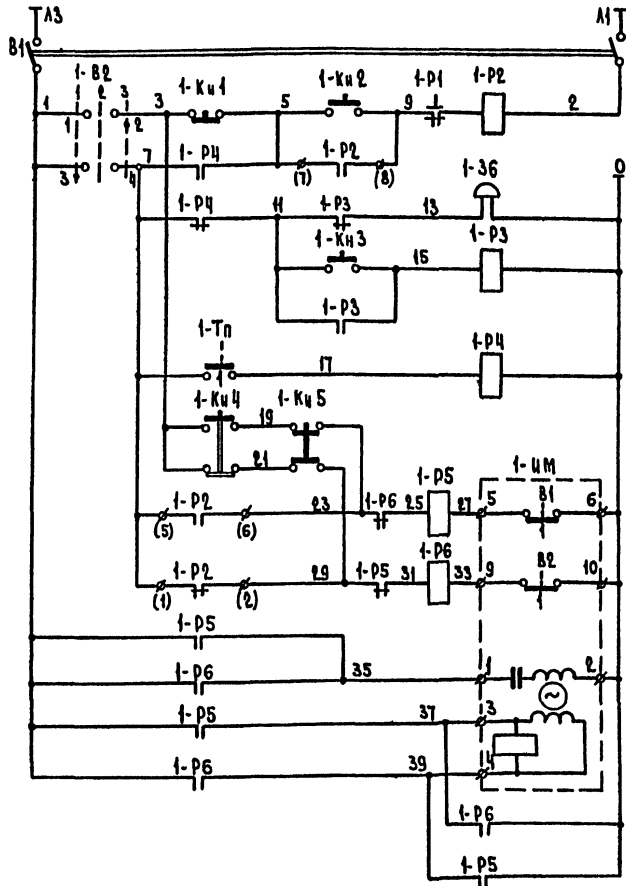 Л3 Л1
В1
1-В2 1-Кн1 1-Кн2 1-Р1 1-Р2
1 1 2 3 3 5 9 2
1 2
7 1-Р4 1-Р2
3 4 (7) (8) 0
1-Р4 11 1-Р3 13 1-Зб
1-Кн3 15 1-Р3
1-Р3
1-Тп 17 1-Р4
1
1-Кн4 19 1-Кн5
21 1-Р5 1-ИМ
1-Р2 23 1-Р6 25 27 5 В1 6
(5) (6) 1
1-Р6
1-Р2 29 1-Р5 31 33 9 В2 10
(1) (2) 1
1-Р5
1-Р6 35 1 2
1-Р5 37 3
1-Р6 39 4
1-Р6
1-Р5